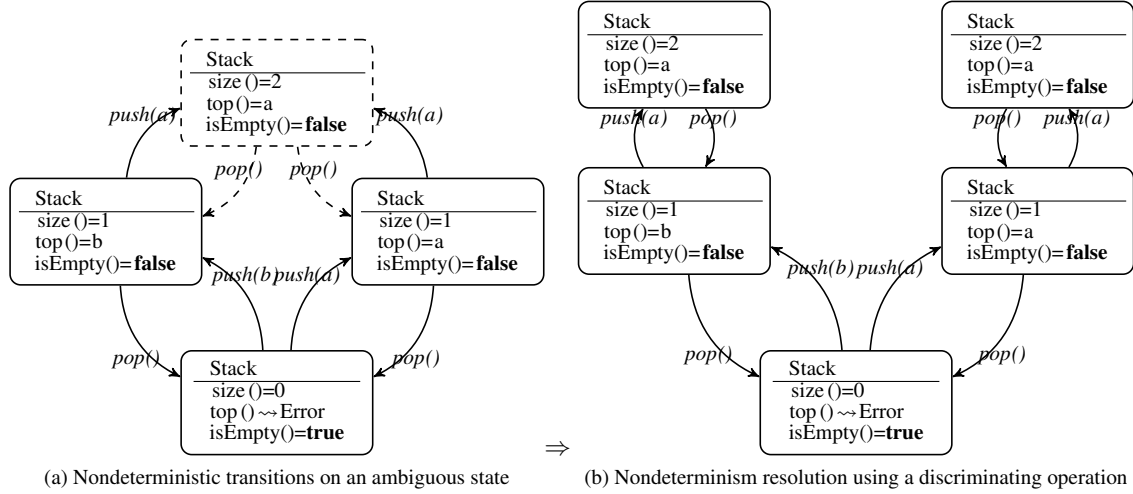 Stack
size()=2
top()=a
isEmpty()=false
push(a)
push(a)
pop()
pop()
Stack
size()=1
top()=b
isEmpty()=false
Stack
size()=1
top()=a
isEmpty()=false
push(b)
push(a)
pop()
pop()
Stack
size()=0
top()⇝Error
isEmpty()=true
(a) Nondeterministic transitions on an ambiguous state
⇒
Stack
size()=2
top()=a
isEmpty()=false
Stack
size()=2
top()=a
isEmpty()=false
push(a)
pop()
pop()
push(a)
Stack
size()=1
top()=b
isEmpty()=false
Stack
size()=1
top()=a
isEmpty()=false
push(b)
push(a)
pop()
pop()
Stack
size()=0
top()⇝Error
isEmpty()=true
(b) Nondeterminism resolution using a discriminating operation